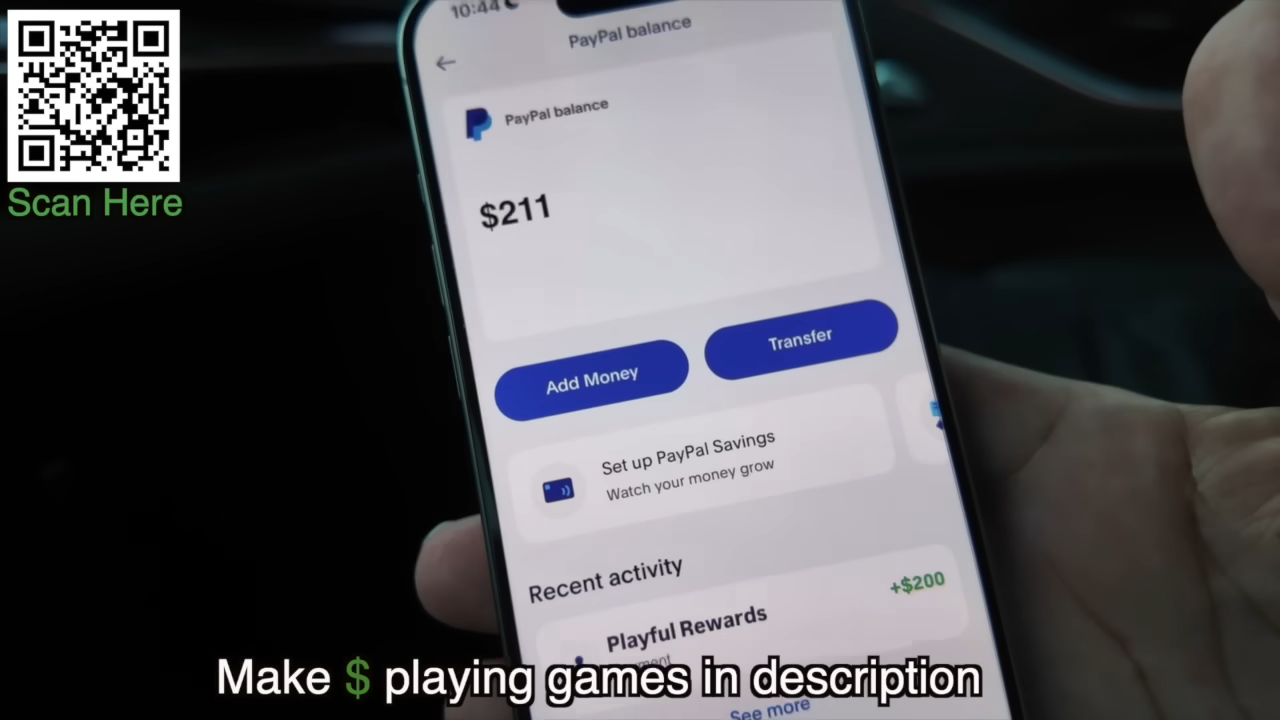 10:44
PayPal balance
PayPal balance
$211
Add Money
Transfer
Set up PayPal Savings
Watch your money grow
Recent activity
Playful Rewards
+$200
See more
Scan Here
Make $ playing games in description